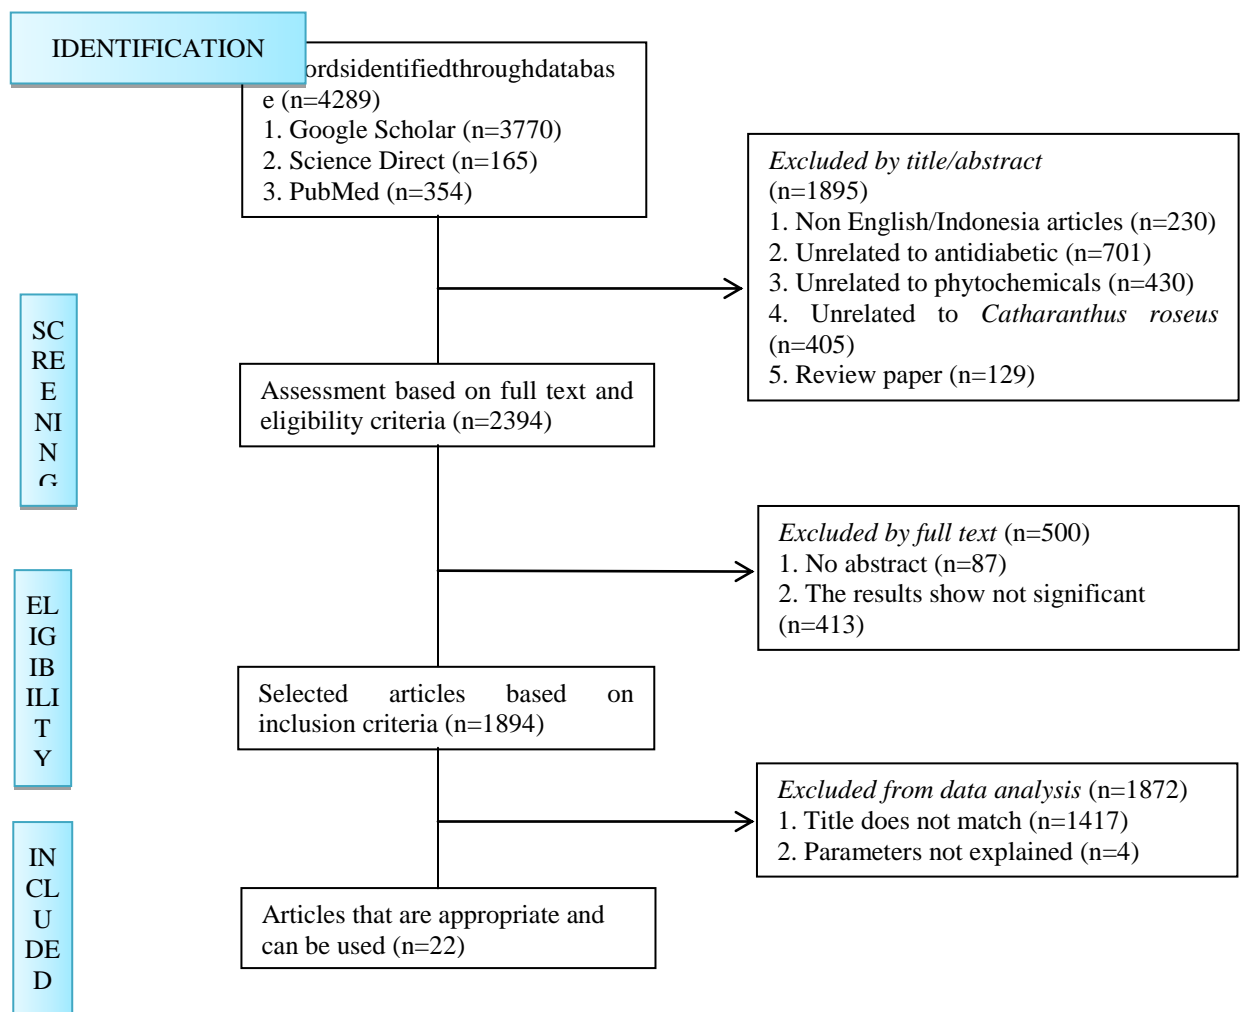 IDENTIFICATION
ordsidentifiedthroughdatabas
e (n=4289)
1. Google Scholar (n=3770)
2. Science Direct (n=165)
3. PubMed (n=354)
Excluded by title/abstract
(n=1895)
1. Non English/Indonesia articles (n=230)
2. Unrelated to antidiabetic (n=701)
3. Unrelated to phytochemicals (n=430)
4. Unrelated to Catharanthus roseus
(n=405)
5. Review paper (n=129)
SC
RE
E
NI
N
G
Assessment based on full text and
eligibility criteria (n=2394)
Excluded by full text (n=500)
1. No abstract (n=87)
2. The results show not significant
(n=413)
EL
IG
IB
ILI
T
Y
Selected articles based on
inclusion criteria (n=1894)
Excluded from data analysis (n=1872)
1. Title does not match (n=1417)
2. Parameters not explained (n=4)
IN
CL
U
DE
D
Articles that are appropriate and
can be used (n=22)